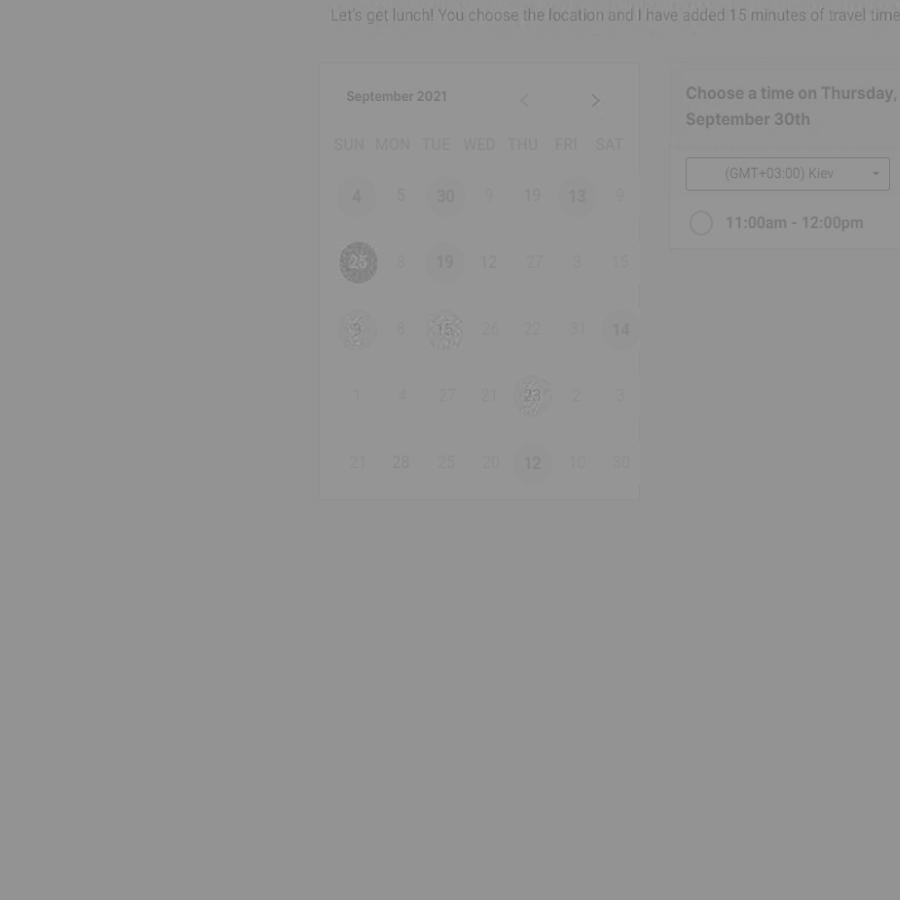 Let's get lunch! You choose the location and I have added 15 minutes of travel time
September 2021
SUN MON TUE WED THU FRI SAT
4 5 30 9 19 13 9
25 8 19 12 27 3 15
9 8 15 26 22 31 14
1 4 27 21 23 2 3
21 28 25 20 12 10 30
Choose a time on Thursday,
September 30th
(GMT+03:00) Kiev
11:00am - 12:00pm